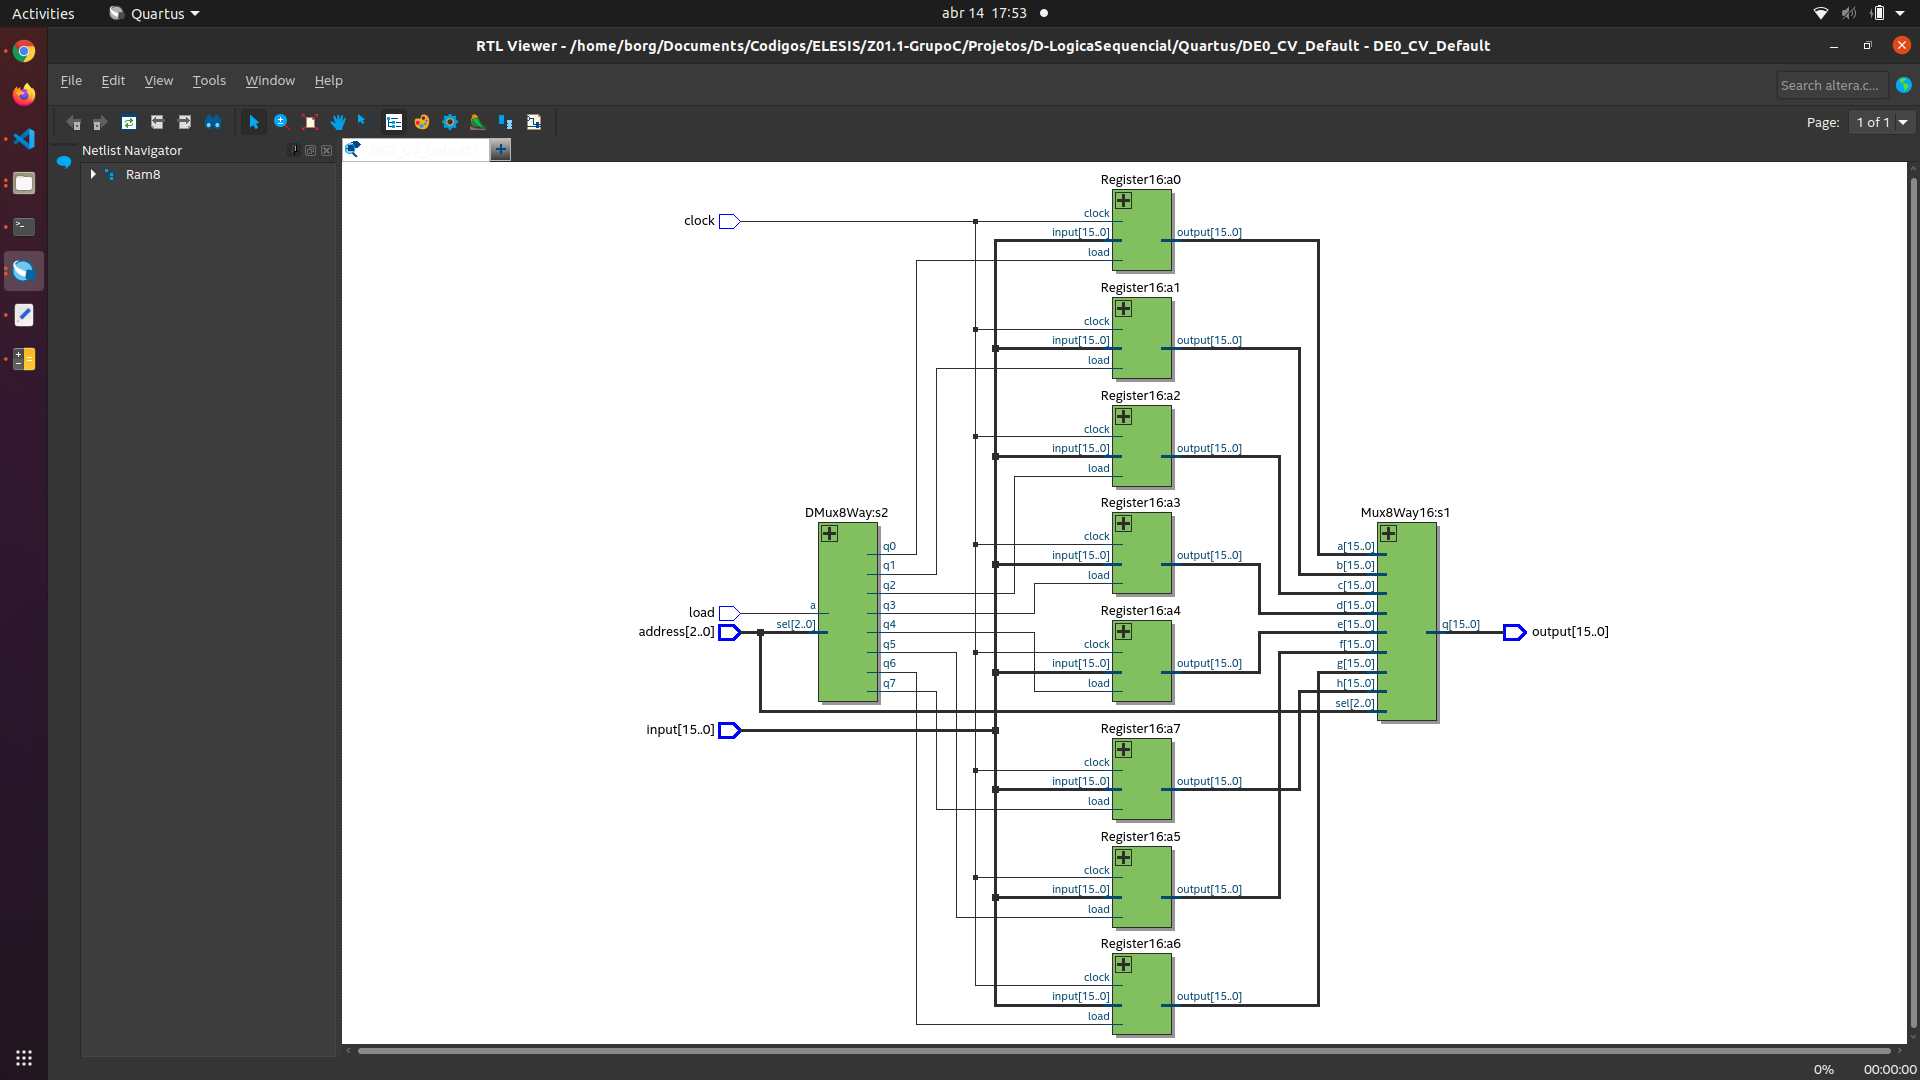 Activities
Quartus
abr 14 17:53
RTL Viewer - /home/borg/Documents/Codigos/ELESIS/Z01.1-GrupoC/Projetos/D-LogicaSequencial/Quartus/DE0_CV_Default - DE0_CV_Default
File Edit View Tools Window Help
Search altera.c...
Page: 1 of 1
Netlist Navigator
Ram8
Register16:a0
clock
clock
input[15..0]
output[15..0]
load
Register16:a1
clock
input[15..0]
output[15..0]
load
Register16:a2
clock
input[15..0]
output[15..0]
load
Register16:a3
clock
input[15..0]
output[15..0]
load
Register16:a4
clock
input[15..0]
output[15..0]
load
DMux8Way:s2
q0
q1
q2
q3
q4
q5
q6
q7
a
sel[2..0]
load
address[2..0]
input[15..0]
Mux8Way16:s1
a[15..0]
b[15..0]
c[15..0]
d[15..0]
e[15..0]
f[15..0]
g[15..0]
h[15..0]
sel[2..0]
q[15..0]
output[15..0]
Register16:a7
clock
input[15..0]
output[15..0]
load
Register16:a5
clock
input[15..0]
output[15..0]
load
Register16:a6
clock
input[15..0]
output[15..0]
load
0%
00:00:00